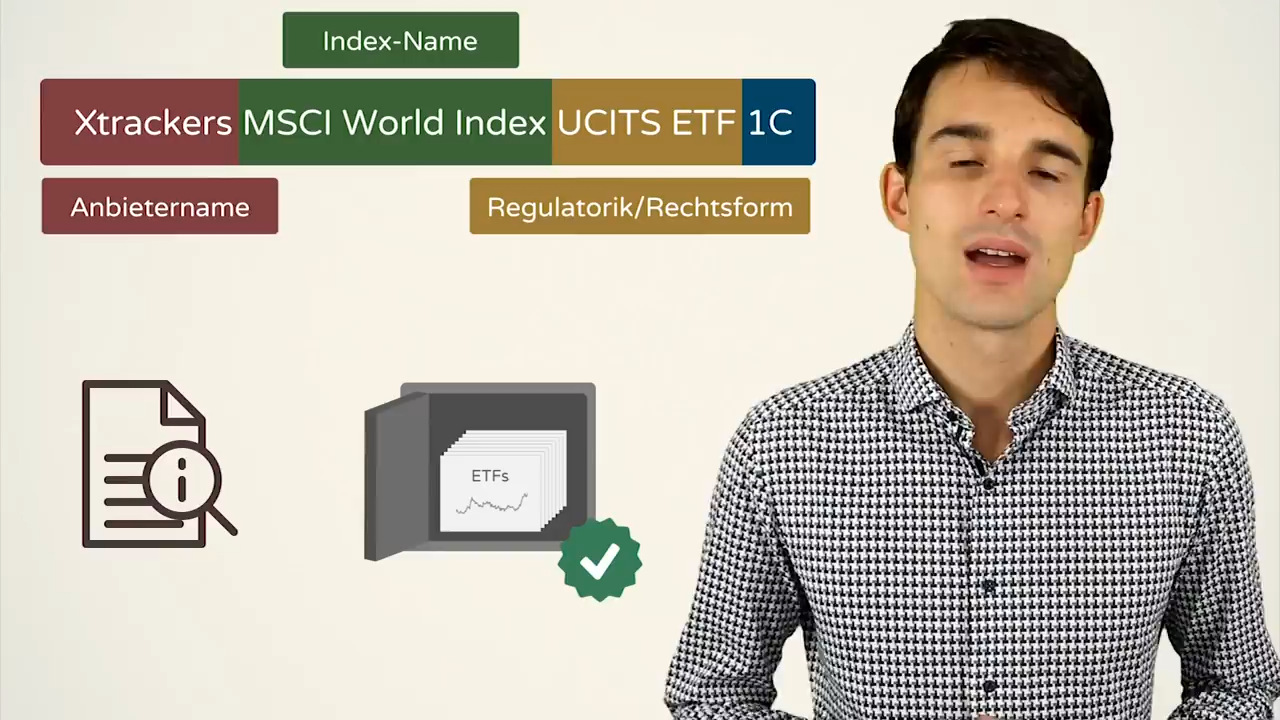 Index-Name
Xtrackers MSCI World Index UCITS ETF 1C
Anbietername
Regulatorik/Rechtsform
ETFs